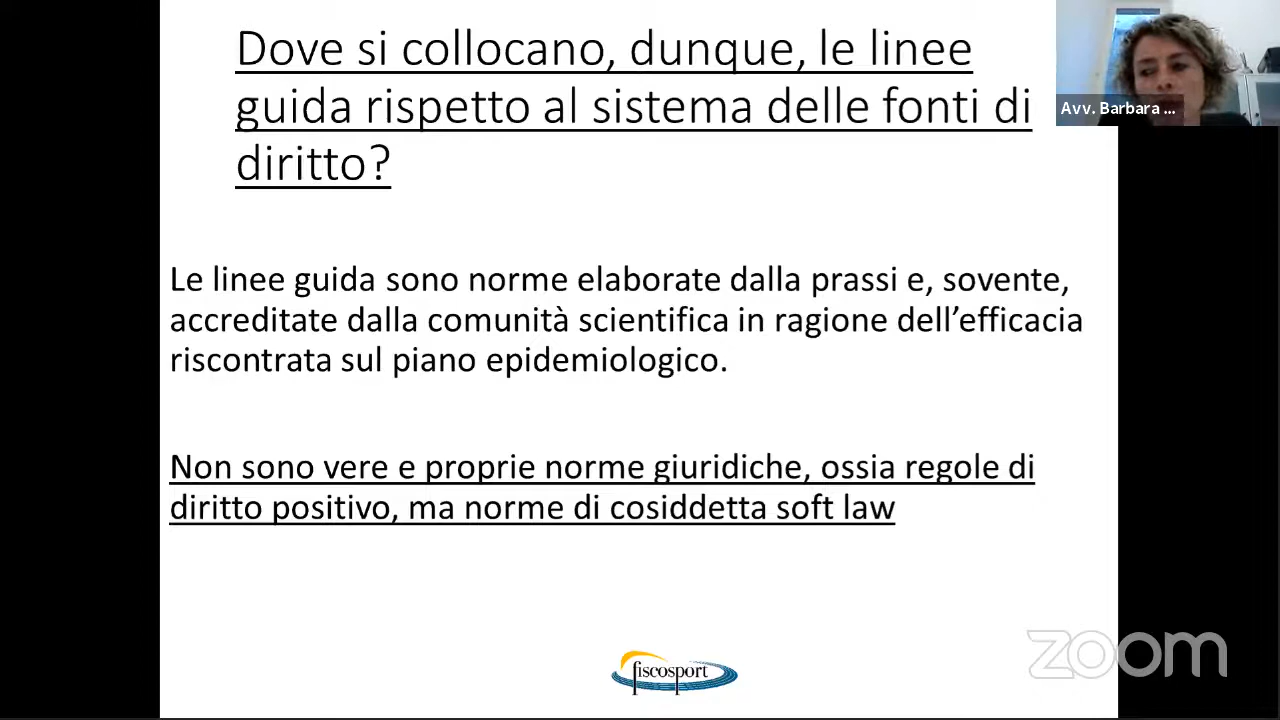 Dove si collocano, dunque, le linee
guida rispetto al sistema delle fonti di
diritto?
Avv. Barbara ...
Le linee guida sono norme elaborate dalla prassi e, sovente,
accreditate dalla comunità scientifica in ragione dell’efficacia
riscontrata sul piano epidemiologico.
Non sono vere e proprie norme giuridiche, ossia regole di
diritto positivo, ma norme di cosiddetta soft law
fiscosport
zoom